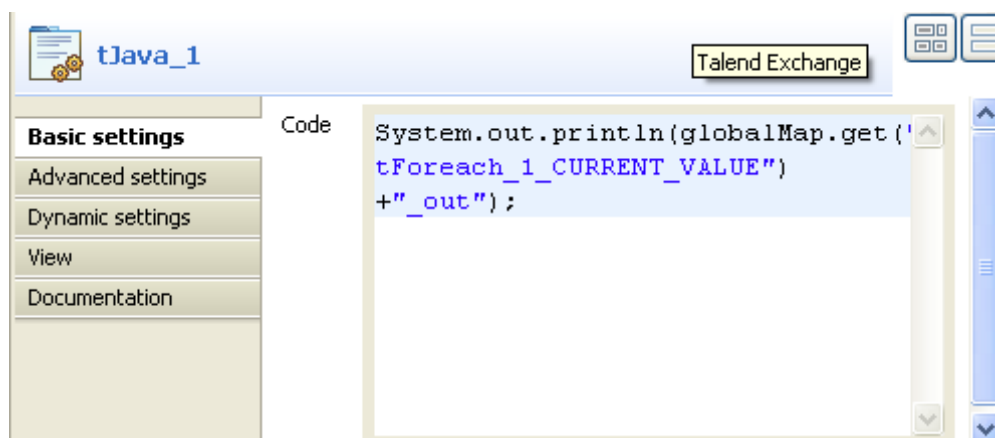 tJava_1
Talend Exchange
Basic settings
Advanced settings
Dynamic settings
View
Documentation
Code
System.out.println(globalMap.get("
tForeach_1_CURRENT_VALUE")
+"_out");